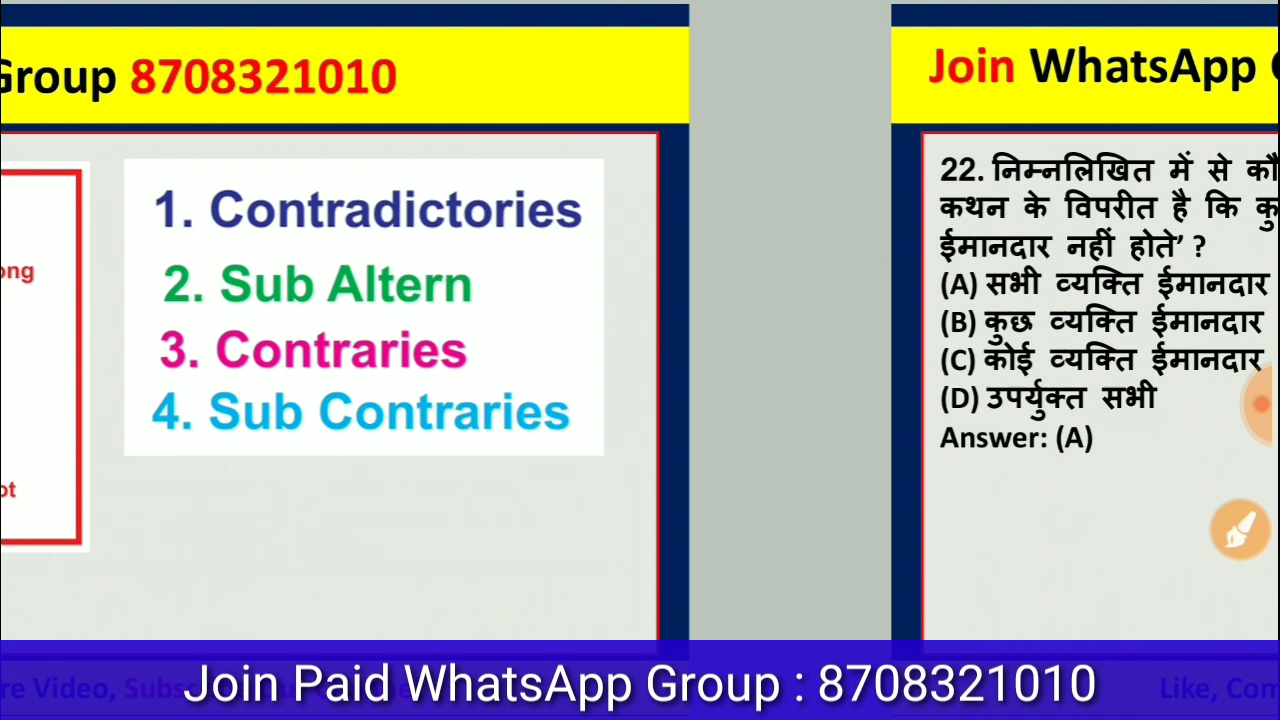 Group 8708321010
1. Contradictories
2. Sub Altern
3. Contraries
4. Sub Contraries
Join WhatsApp
22. निम्नलिखित में से
कथन के विपरीत है कि
ईमानदार नहीं होते’ ?
(A) सभी व्यक्ति ईमानदार
(B) कुछ व्यक्ति ईमानदार
(C) कोई व्यक्ति ईमानदार
(D) उपर्युक्त सभी
Answer: (A)
Video,
Like,
Join Paid WhatsApp Group : 8708321010